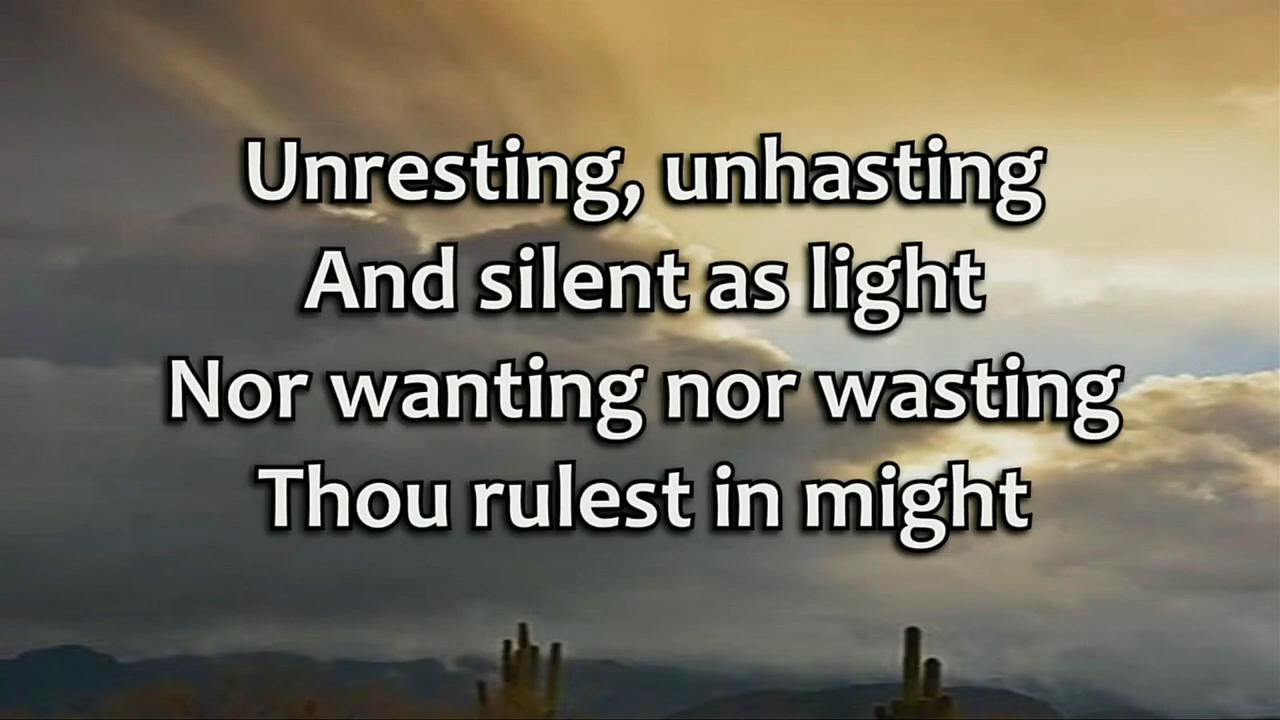 Unresting, unhasting
And silent as light
Nor wanting nor wasting
Thou rulest in might